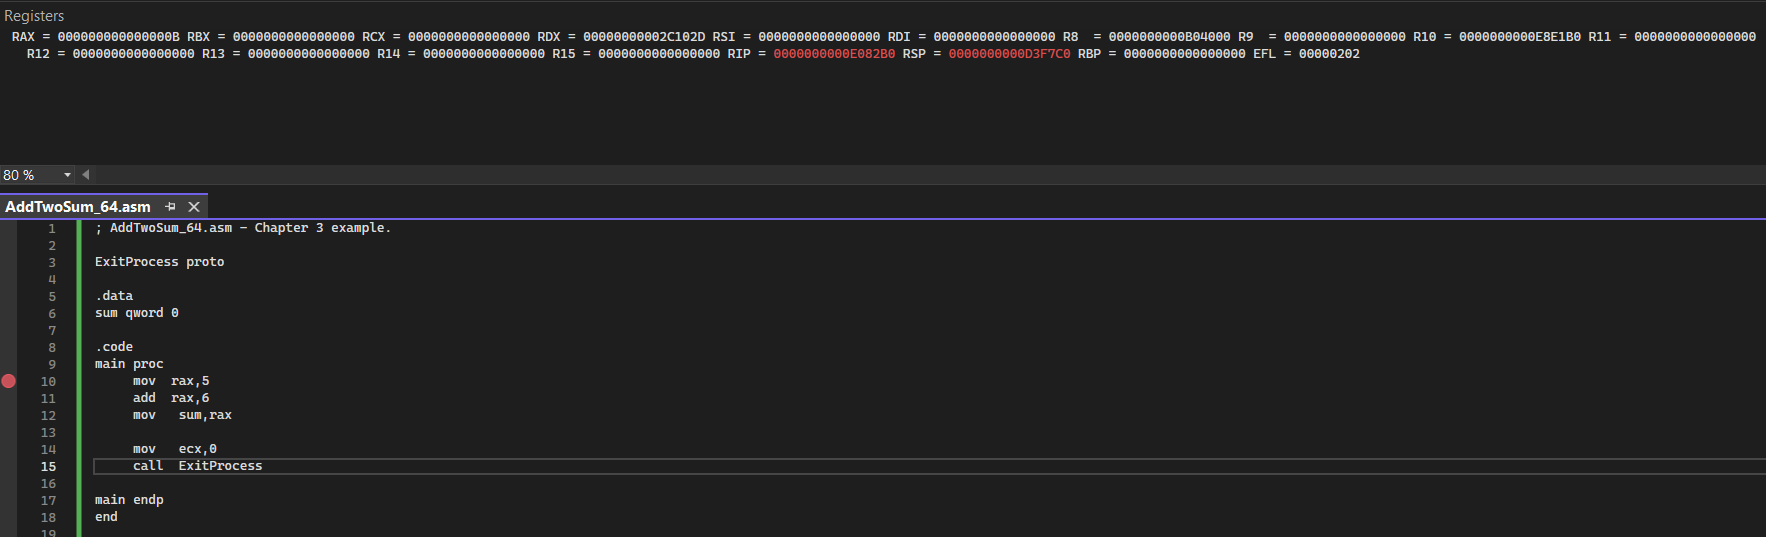 Registers
RAX = 000000000000000B RBX = 0000000000000000 RCX = 0000000000000000 RDX = 00000000002C102D RSI = 0000000000000000 RDI = 0000000000000000 R8  = 0000000000B04000 R9  = 0000000000000000 R10 = 0000000000E8E1B0 R11 = 0000000000000000
R12 = 0000000000000000 R13 = 0000000000000000 R14 = 0000000000000000 R15 = 0000000000000000 RIP = 0000000000E082B0 RSP = 0000000000D3F7C0 RBP = 0000000000000000 EFL = 00000202
80 %
AddTwoSum_64.asm
1 ; AddTwoSum_64.asm - Chapter 3 example.
2
3 ExitProcess proto
4
5 .data
6 sum qword 0
7
8 .code
9 main proc
10 mov  rax,5
11 add  rax,6
12 mov   sum,rax
13
14 mov   ecx,0
15 call  ExitProcess
16
17 main endp
18 end
19